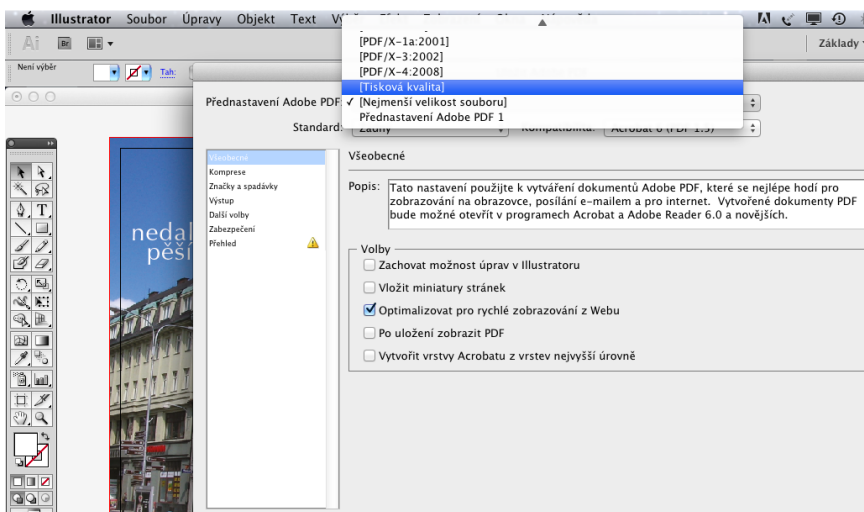 Illustrator Soubor Úpravy Objekt Text
Ai Br Základy
Není výběr Tah:
[PDF/X-1a:2001]
[PDF/X-3:2002]
[PDF/X-4:2008]
[Tisková kvalita]
Přednastavení Adobe PDF: ✓ [Nejmenší velikost souboru]
Přednastavení Adobe PDF 1
Standard: Žádný Kompatibilita: Acrobat 6 (PDF 1.5)
Všeobecné
Komprese
Značky a spadávky
Výstup
Další volby
Zabezpečení
Přehled
Všeobecné
Popis: Tato nastavení použijte k vytváření dokumentů Adobe PDF, které se nejlépe hodí pro
zobrazování na obrazovce, posílání e-mailem a pro internet. Vytvořené dokumenty PDF
bude možné otevřít v programech Acrobat a Adobe Reader 6.0 a novějších.
Volby
Zachovat možnost úprav v Illustratoru
Vložit miniatury stránek
Optimalizovat pro rychlé zobrazování z Webu
Po uložení zobrazit PDF
Vytvořit vrstvy Acrobatu z vrstev nejvyšší úrovně
nedal
pěší